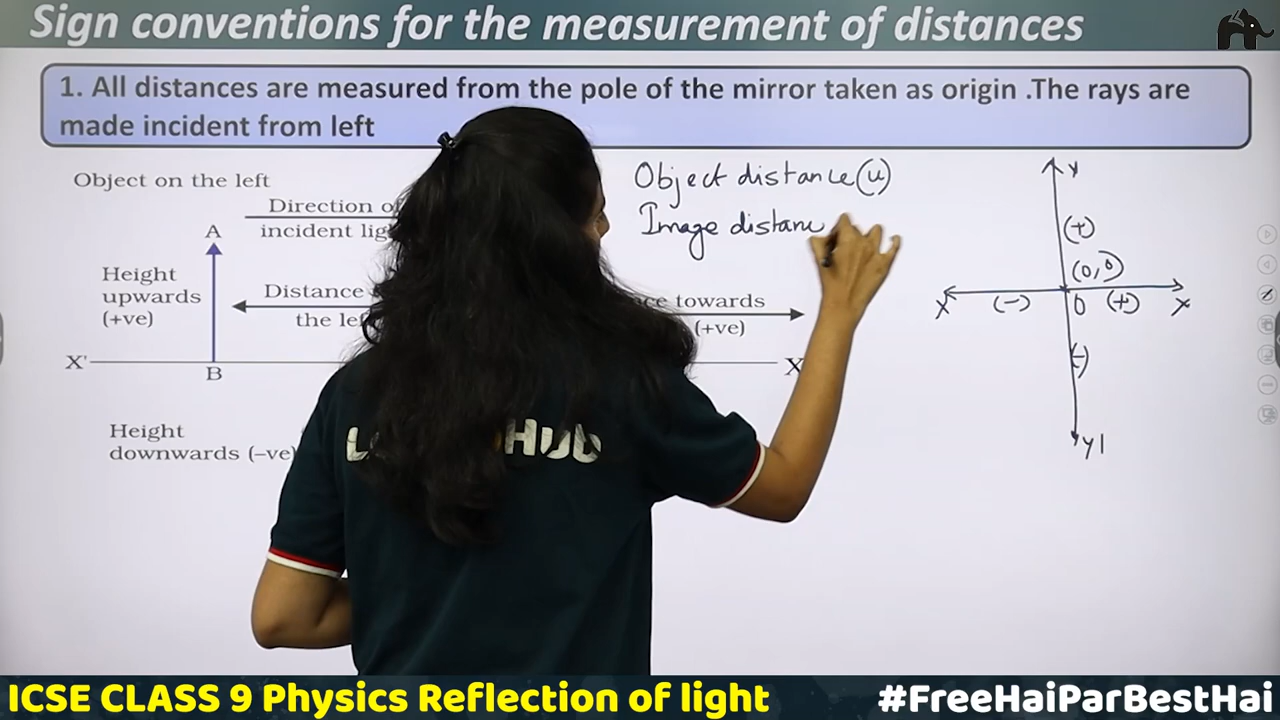 Sign conventions for the measurement of distances
1. All distances are measured from the pole of the mirror taken as origin .The rays are
made incident from left
Object on the left
Direction of
incident lig
A
Height
upwards
(+ve)
Distance
the le
X'
B
Height
downwards (–ve)
Object distance (u)
Image distanc
ce towards
(+ve)
X
Y
(+)
(0,0)
X
(-)
0
(+)
X
(-)
Y1
L
Hub
ICSE CLASS 9 Physics Reflection of light
#FreeHaiParBestHai